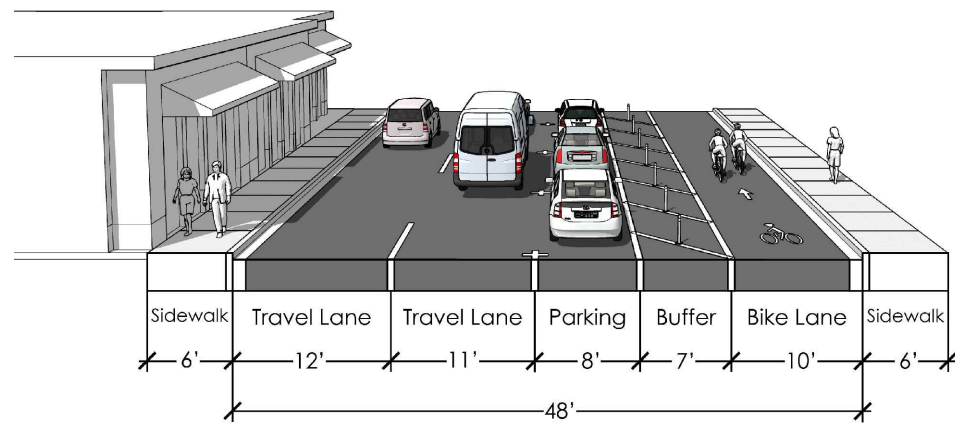 Sidewalk Travel Lane Travel Lane Parking Buffer Bike Lane Sidewalk
6' 12' 11' 8' 7' 10' 6'
48'